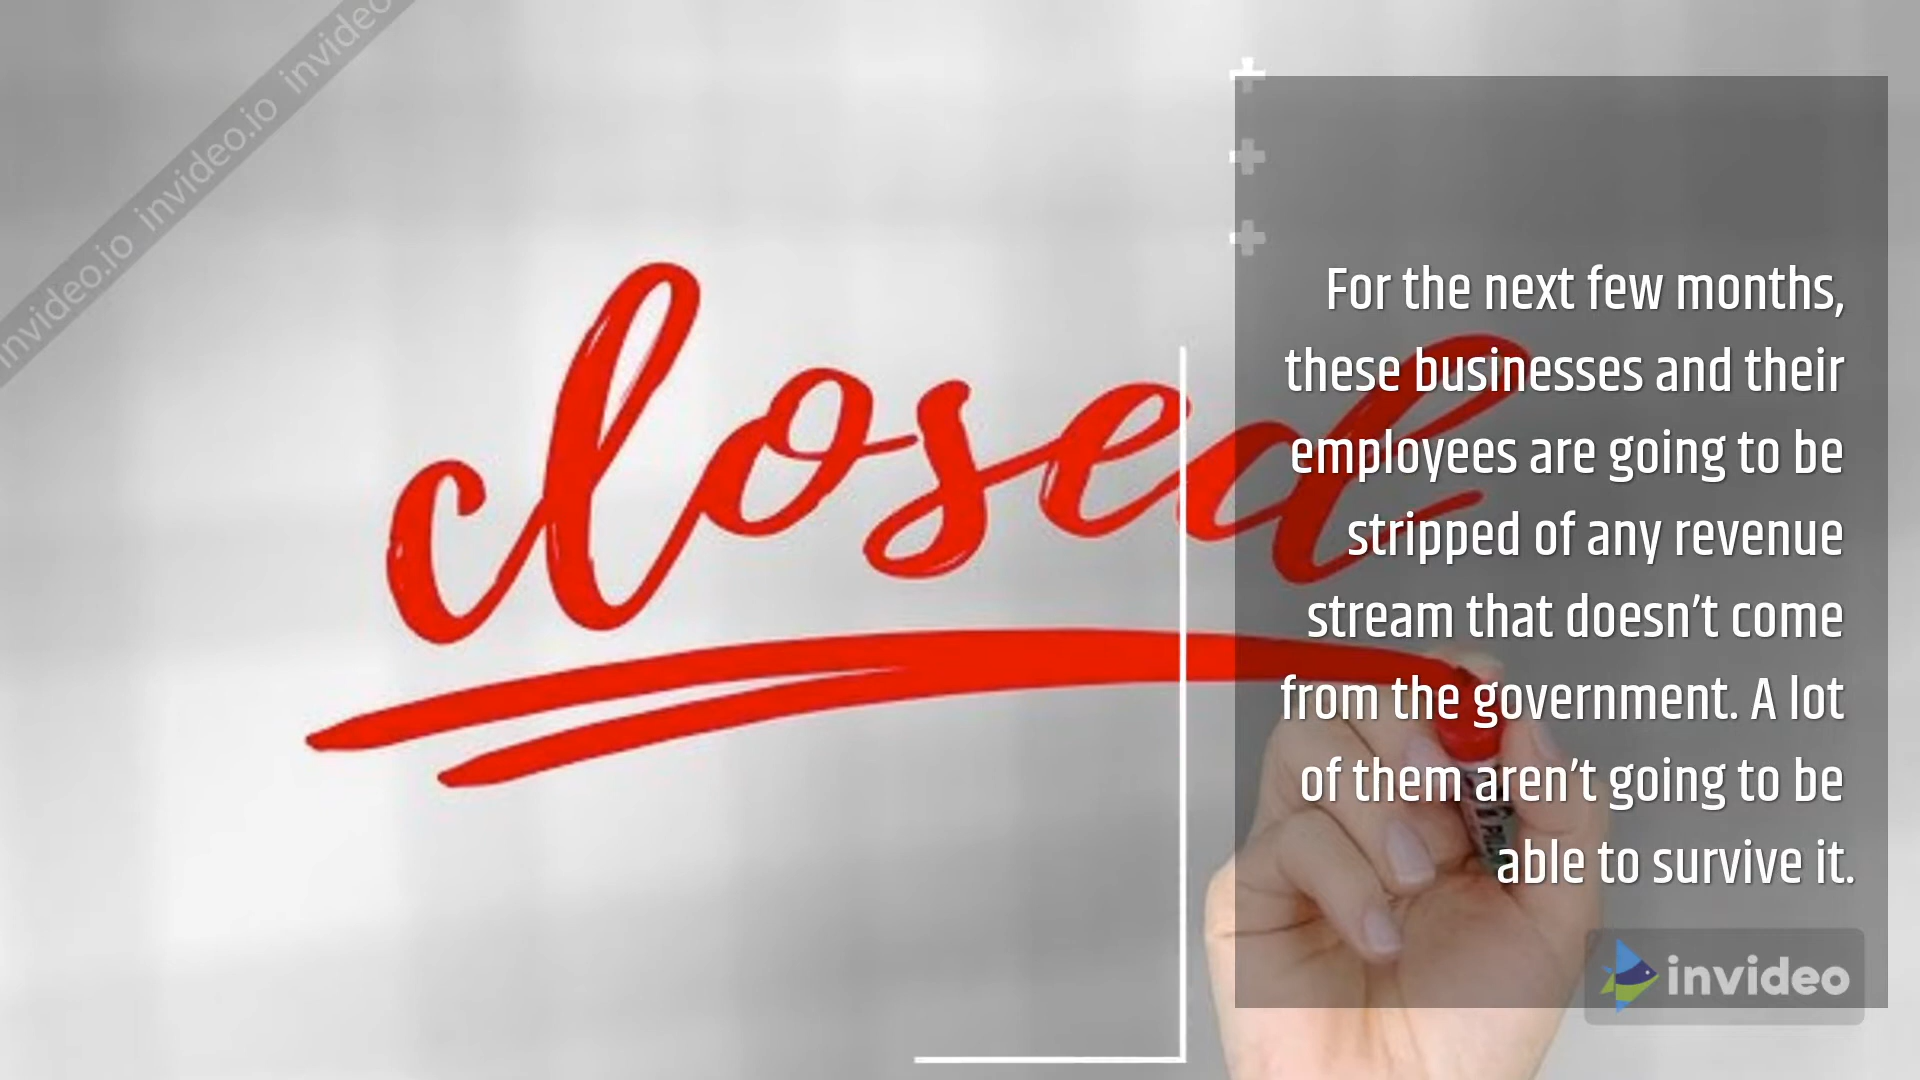 invideo.io invideo.io invideo
closed
For the next few months,
these businesses and their
employees are going to be
stripped of any revenue
stream that doesn’t come
from the government. A lot
of them aren’t going to be
able to survive it.
invideo